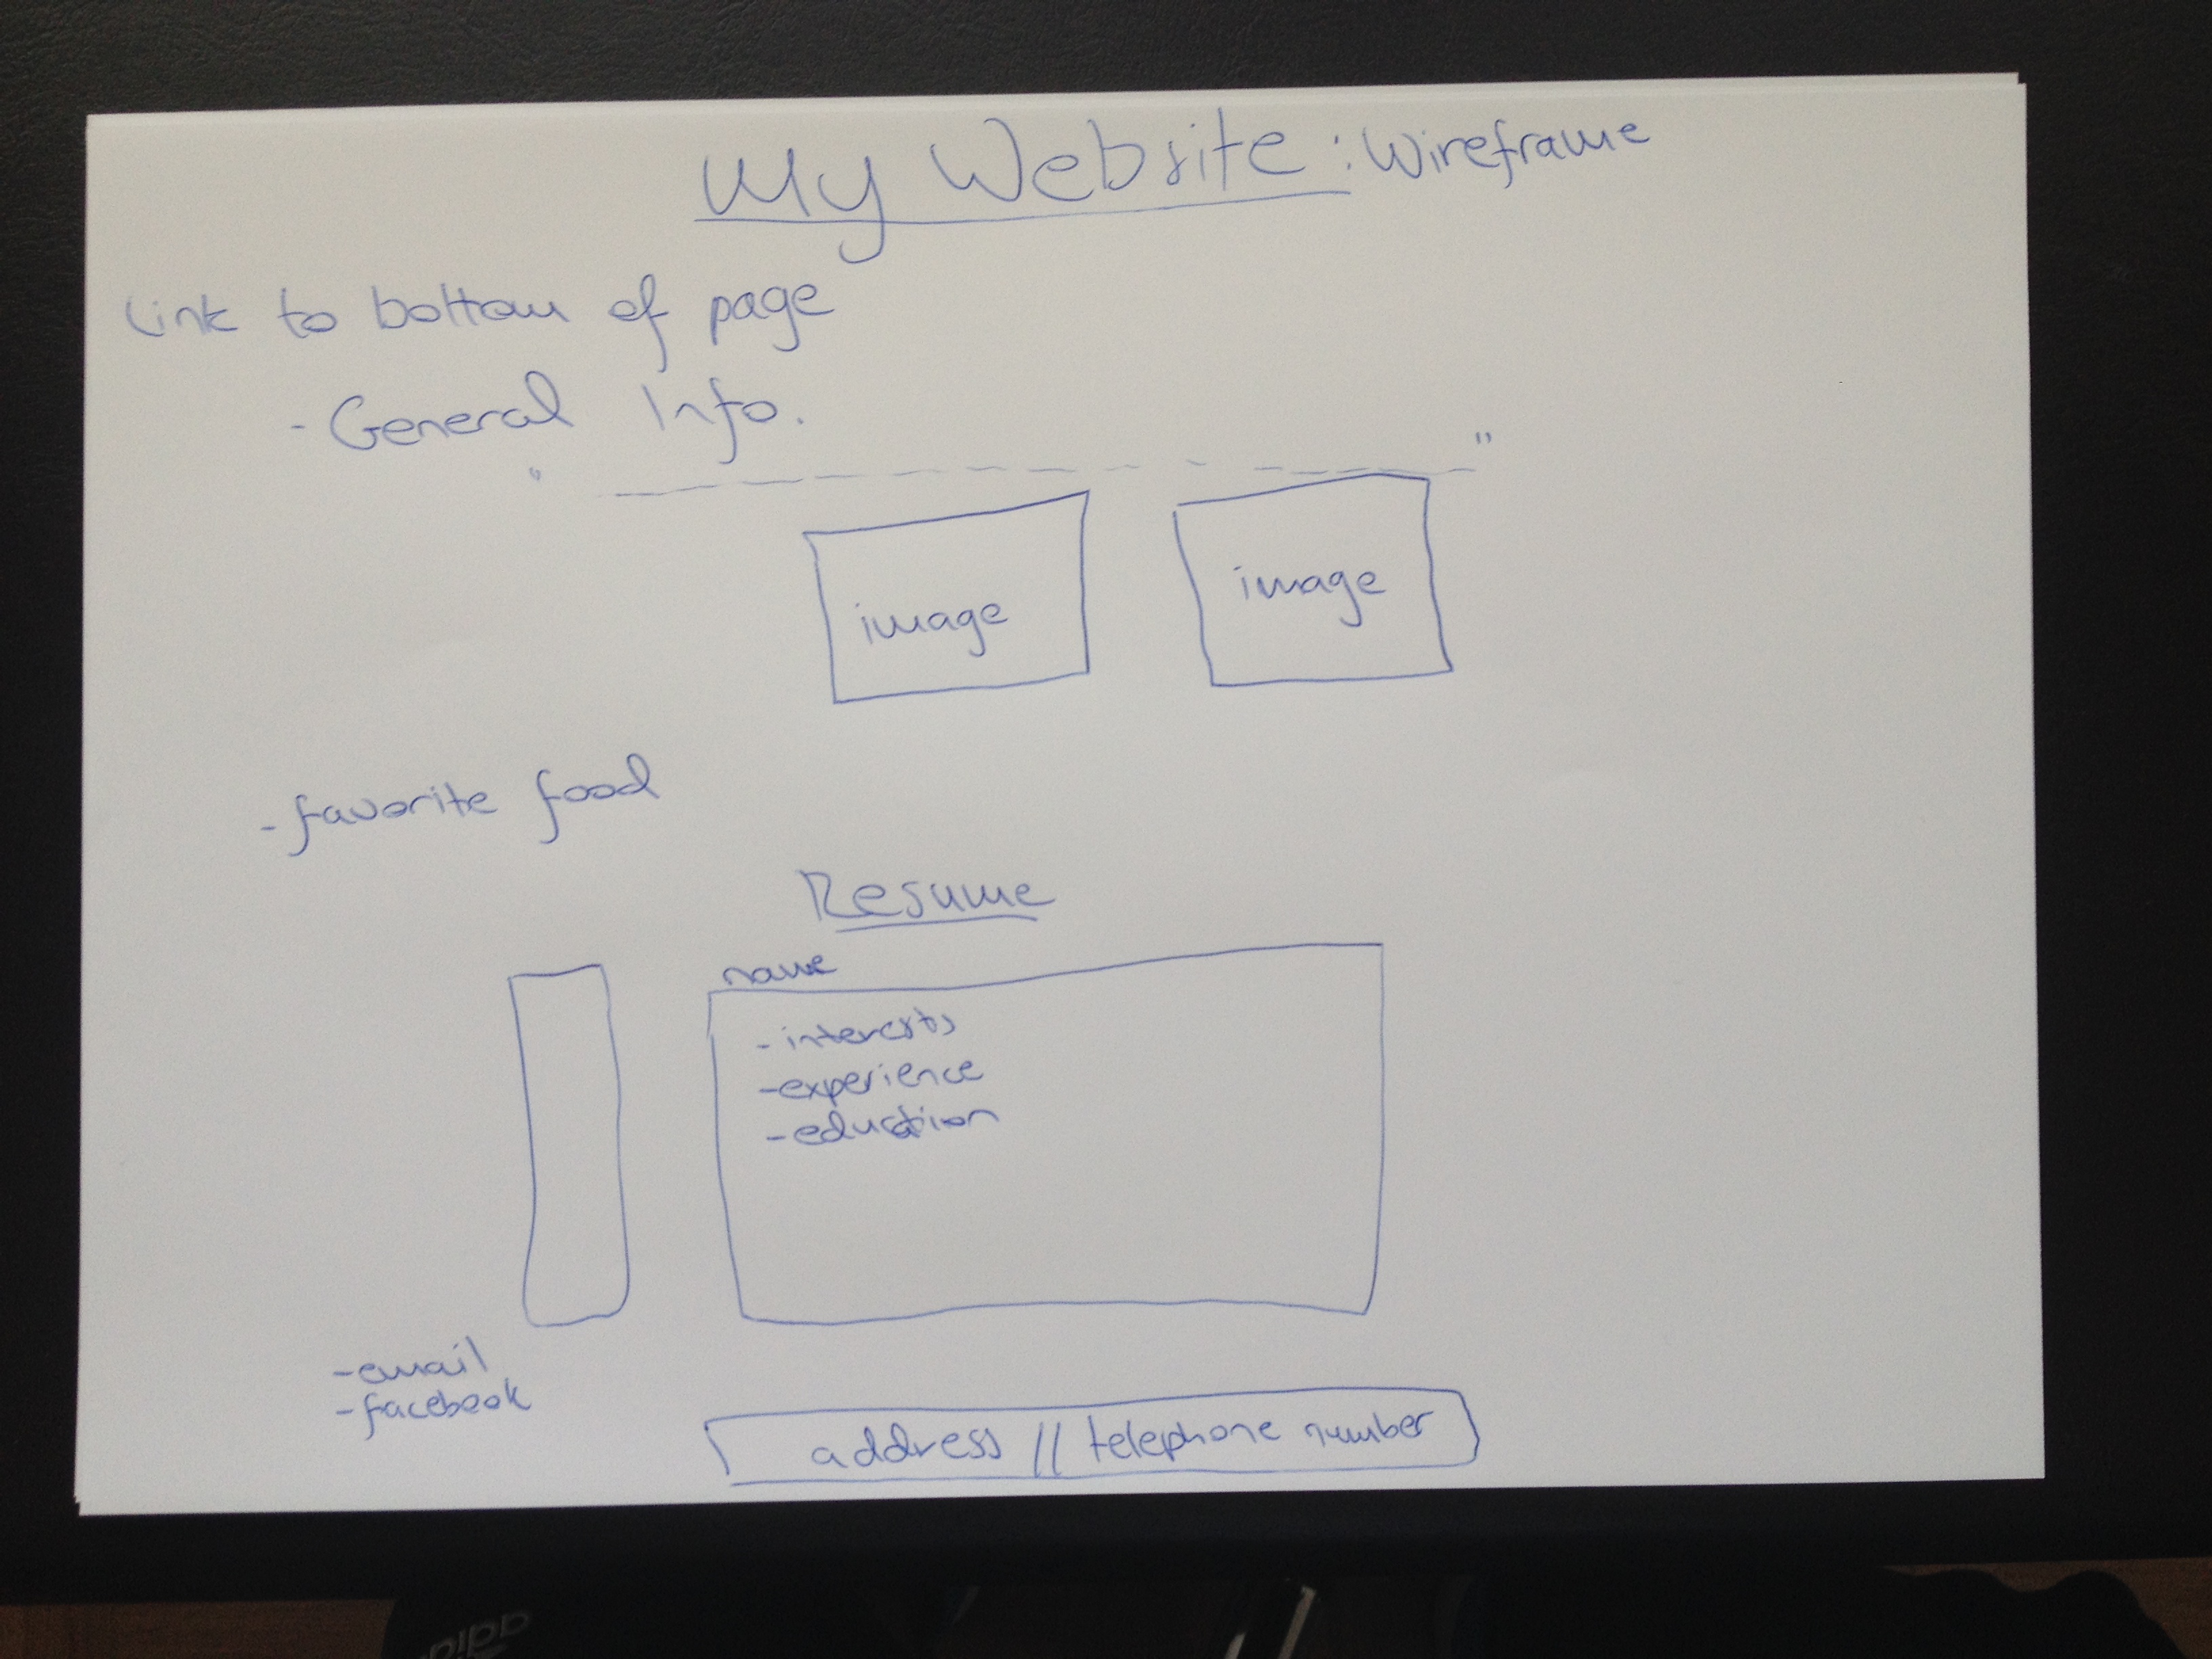 My Website : Wireframe
Link to bottom of page
- General Info.
" "
image image
- favorite food
Resume
name
- interests
- experience
- education
- email
- facebook
address // telephone number